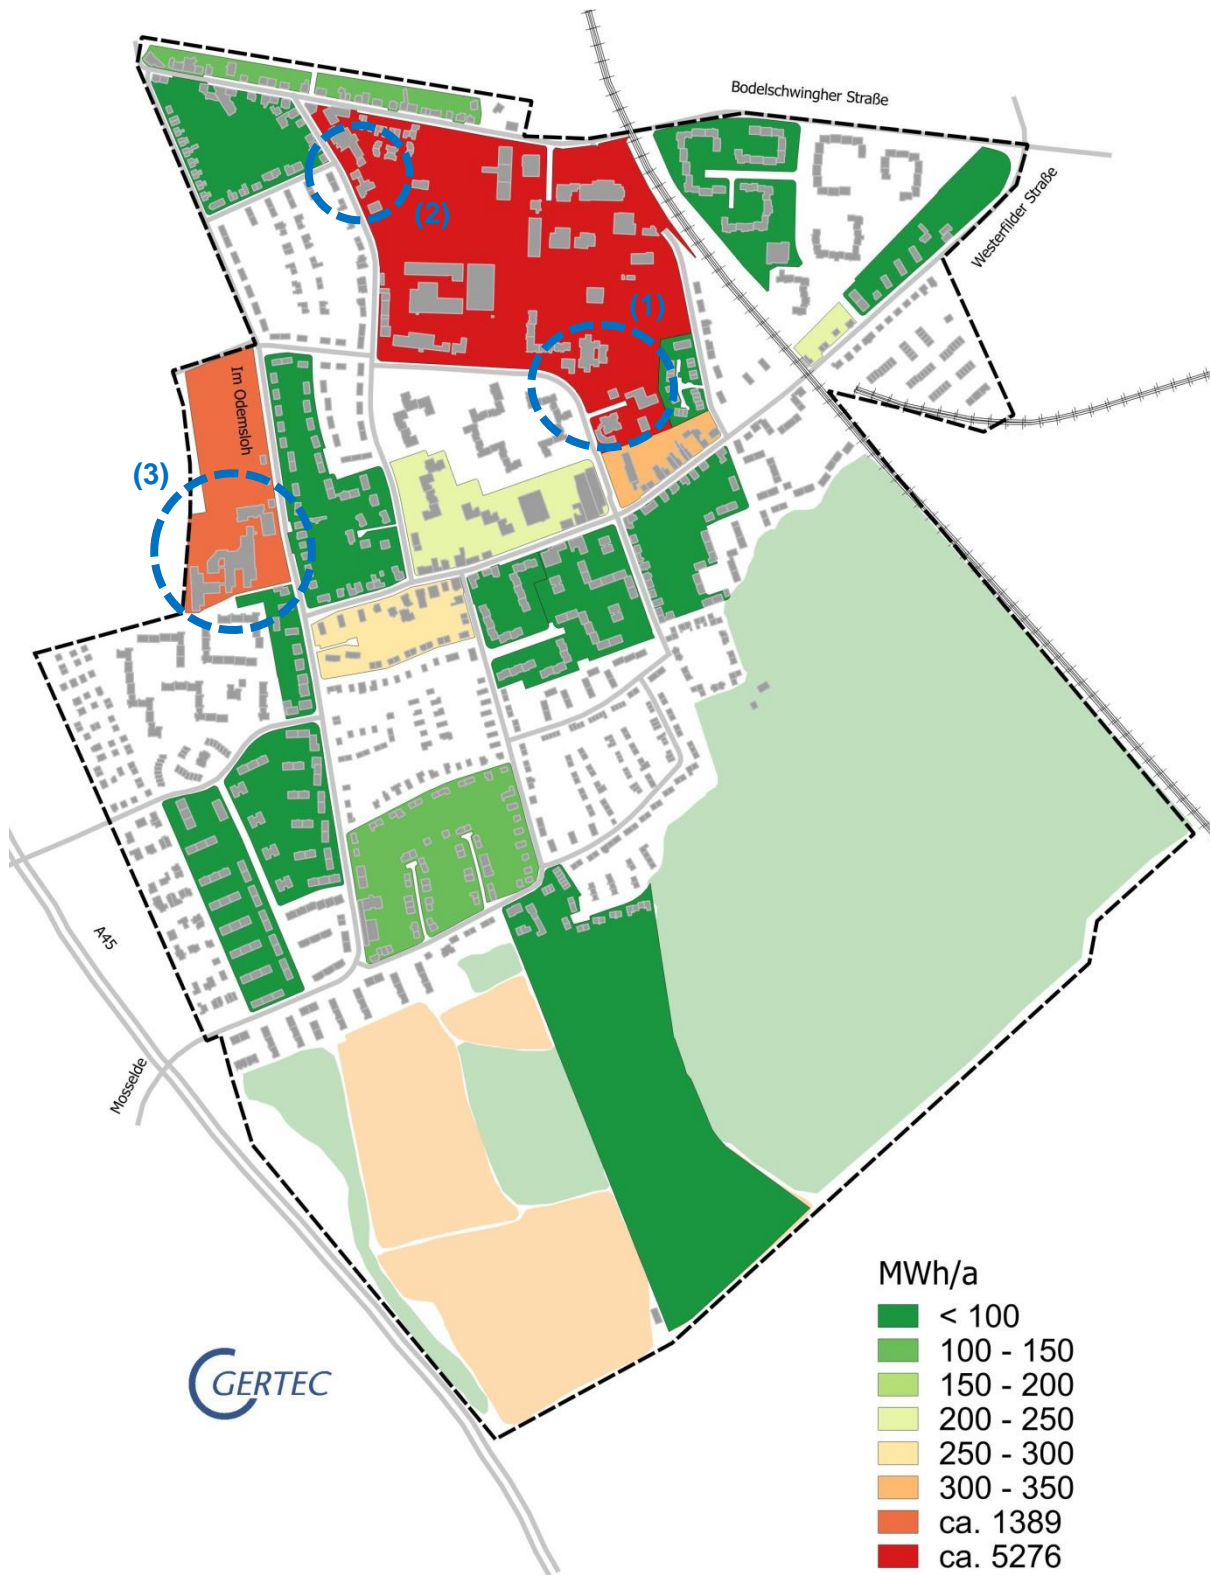 Bodelschwingher Straße
Westerfilder Straße
(2)
(1)
Im Odemsloh
(3)
A45
Mosselde
GERTEC
MWh/a
< 100
100 - 150
150 - 200
200 - 250
250 - 300
300 - 350
ca. 1389
ca. 5276